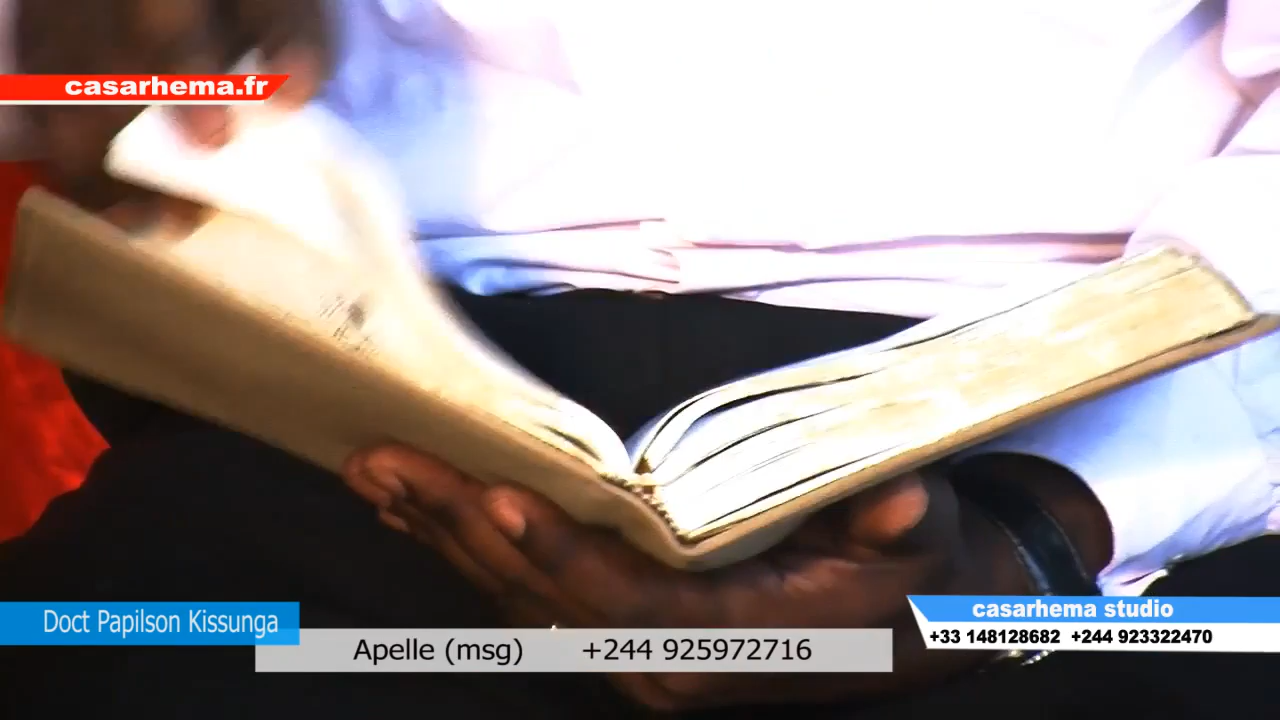 casarhema.fr
Doct Papilson Kissunga
Apelle (msg) +244 925972716
casarhema studio
+33 148128682 +244 923322470